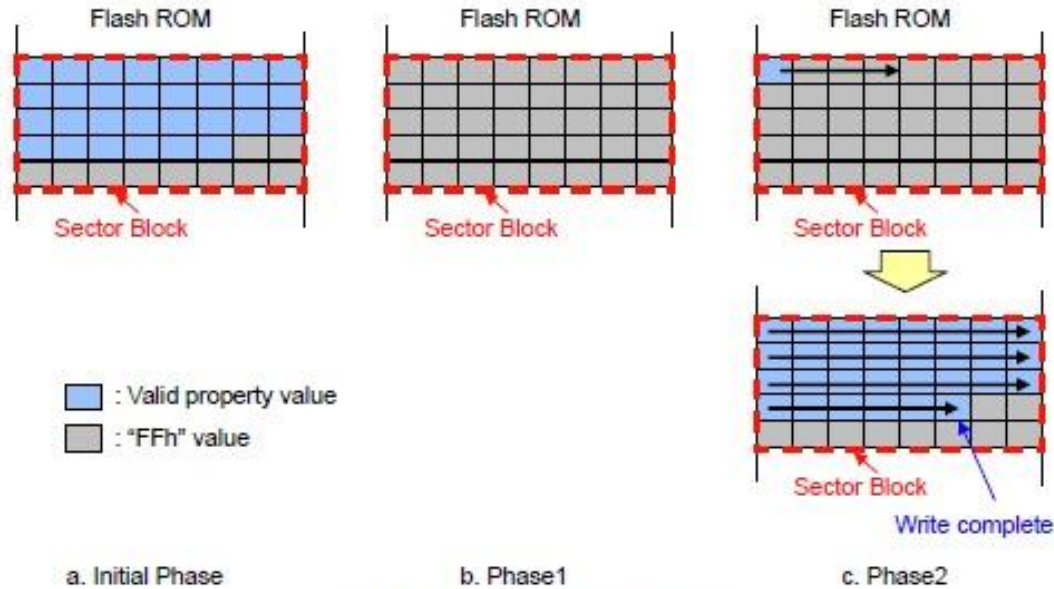 Flash ROM
Flash ROM
Flash ROM
Sector Block
Sector Block
Sector Block
: Valid property value
: “FFh” value
Sector Block
Write complete
a. Initial Phase
b. Phase1
c. Phase2